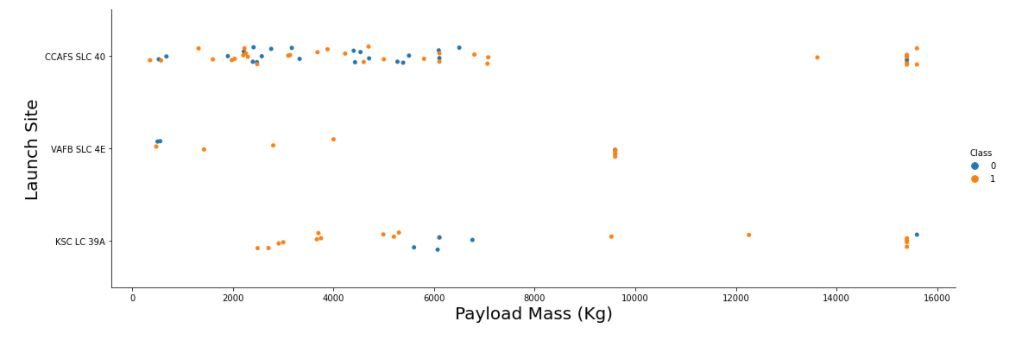 Launch Site
CCAFS SLC 40
VAFB SLC 4E
KSC LC 39A
0 2000 4000 6000 8000 10000 12000 14000 16000
Payload Mass (Kg)
Class
0
1